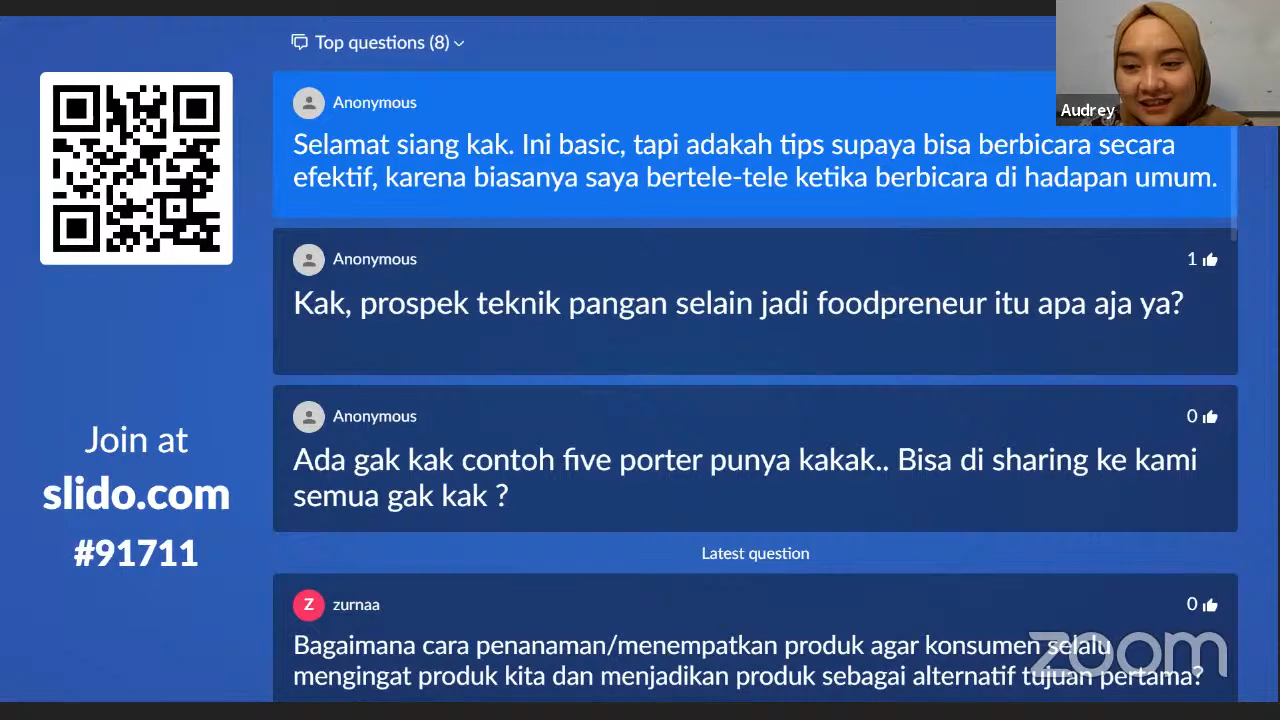 Top questions (8)
Audrey
Anonymous
Selamat siang kak. Ini basic, tapi adakah tips supaya bisa berbicara secara
efektif, karena biasanya saya bertele-tele ketika berbicara di hadapan umum.
Anonymous
1
Kak, prospek teknik pangan selain jadi foodpreneur itu apa aja ya?
Anonymous
0
Ada gak kak contoh five porter punya kakak.. Bisa di sharing ke kami
semua gak kak ?
Join at
slido.com
#91711
Latest question
Z
zurnaa
0
Bagaimana cara penanaman/menempatkan produk agar konsumen selalu
mengingat produk kita dan menjadikan produk sebagai alternatif tujuan pertama?
zoom